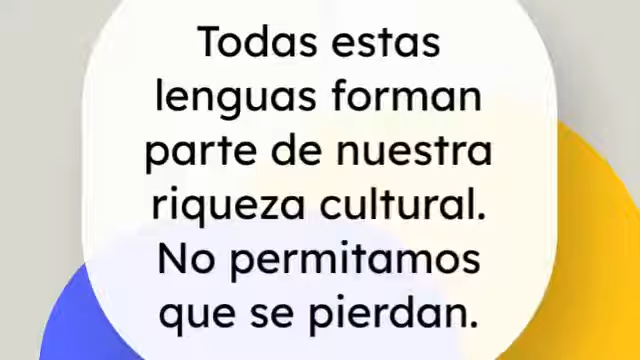 Todas estas
lenguas forman
parte de nuestra
riqueza cultural.
No permitamos
que se pierdan.